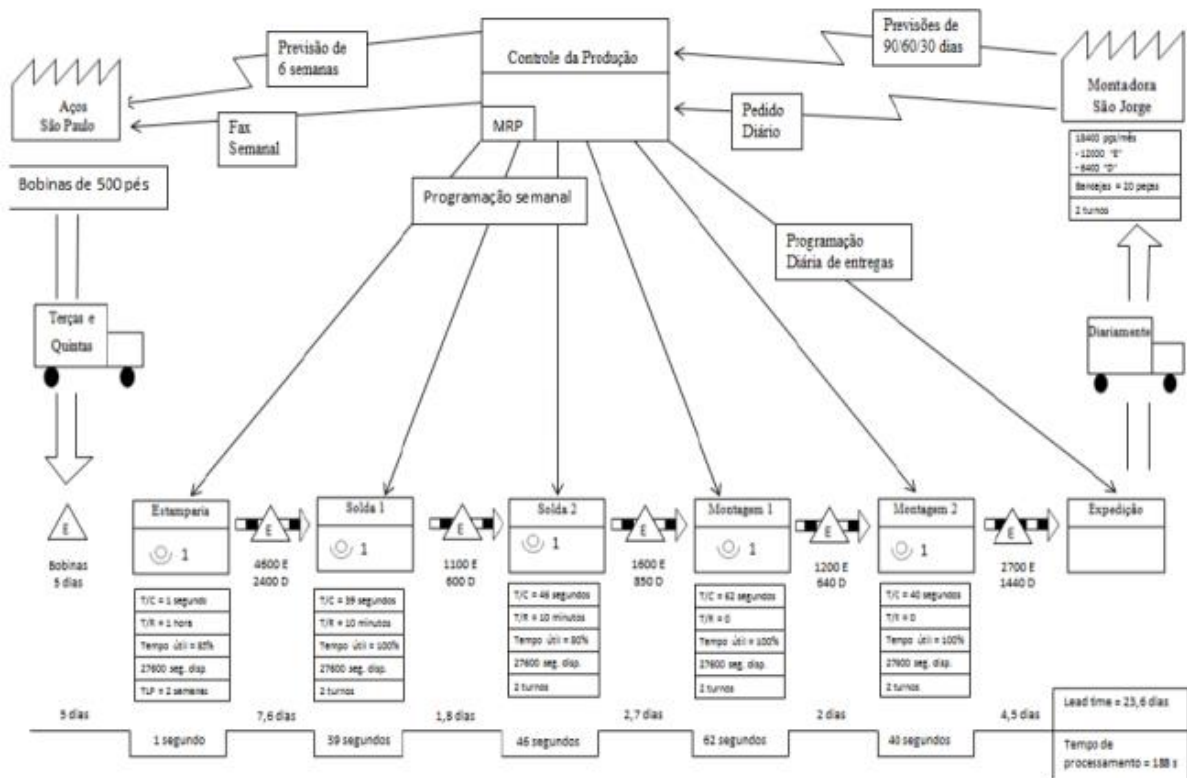 Aços
São Paulo
Previsão de
6 semanas
Fax
Semanal
Controle da Produção
MRP
Previsões de
90/60/30 dias
Pedido
Diário
Montadora
São Jorge
18400 pçs/mês
- 12000 "E"
- 6400 "D"
Bandejas = 20 peças
2 turnos
Bobinas de 500 pés
Programação semanal
Programação
Diária de entregas
Terças e
Quintas
Diariamente
E
Bobinas
5 dias
Estamparia
1
T/C = 1 segundo
T/R = 1 hora
Tempo útil = 85%
27600 seg. disp.
TLP = 2 semanas
E
4600 E
2400 D
Solda 1
1
T/C = 39 segundos
T/R = 10 minutos
Tempo útil = 100%
27600 seg. disp.
2 turnos
E
1100 E
600 D
Solda 2
1
T/C = 46 segundos
T/R = 10 minutos
Tempo útil = 80%
27600 seg. disp.
2 turnos
E
1600 E
850 D
Montagem 1
1
T/C = 62 segundos
T/R = 0
Tempo útil = 100%
27600 seg. disp.
2 turnos
E
1200 E
640 D
Montagem 2
1
T/C = 40 segundos
T/R = 0
Tempo útil = 100%
27600 seg. disp.
2 turnos
E
2700 E
1440 D
Expedição
5 dias
1 segundo
7,6 dias
39 segundos
1,8 dias
46 segundos
2,7 dias
62 segundos
2 dias
40 segundos
4,5 dias
Lead time = 23,6 dias
Tempo de
processamento = 188 s